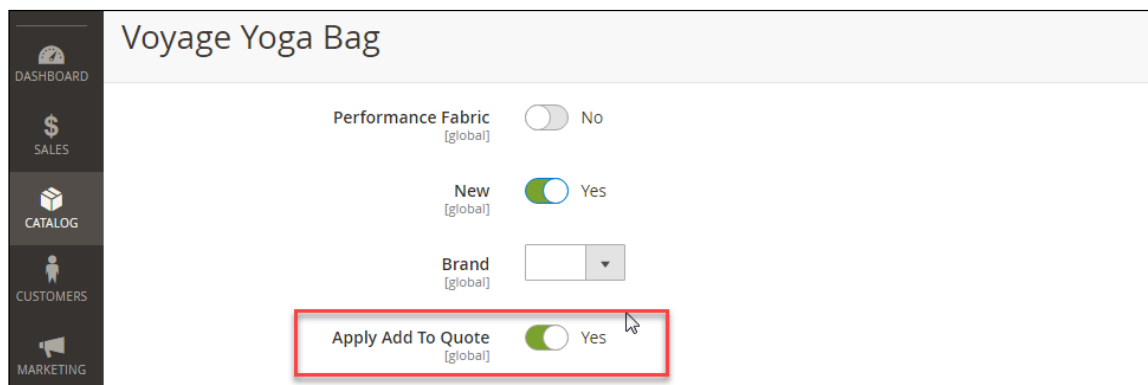 Voyage Yoga Bag
DASHBOARD
$
SALES
CATALOG
CUSTOMERS
MARKETING
Performance Fabric
[global]
No
New
[global]
Yes
Brand
[global]
Apply Add To Quote
[global]
Yes